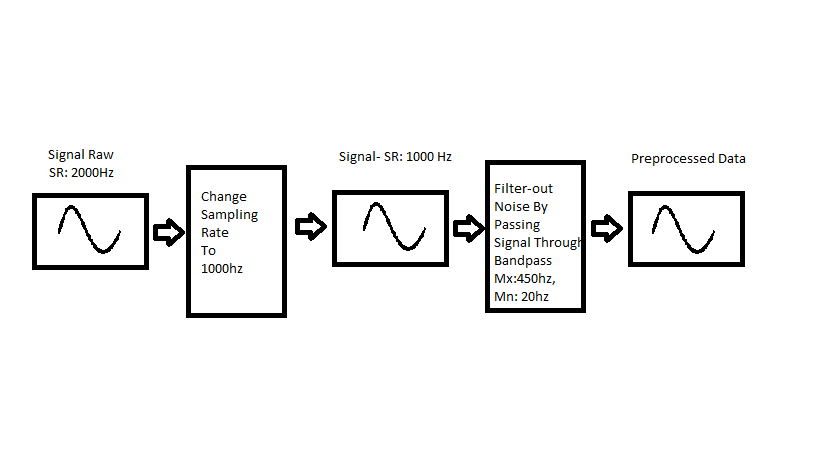 Signal Raw
SR: 2000Hz
Change
Sampling
Rate
To
1000hz
Signal- SR: 1000 Hz
Filter-out
Noise By
Passing
Signal Through
Bandpass
Mx:450hz,
Mn: 20hz
Preprocessed Data